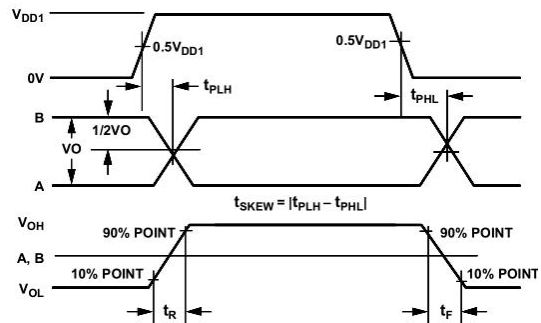 VDD1
0.5VDD1
0.5VDD1
0V
tPLH
tPHL
B
1/2VO
VO
A
tSKEW = |tPLH – tPHL|
VOH
90% POINT
90% POINT
A, B
10% POINT
10% POINT
VOL
tR
tF